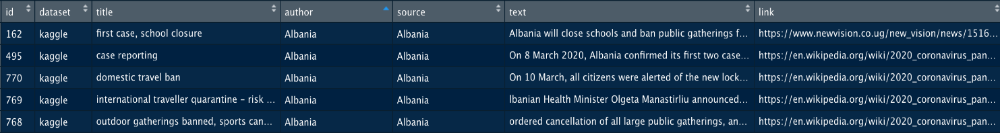 id dataset title author source text link
162 kaggle first case, school closure Albania Albania Albania will close schools and ban public gatherings f... https://www.newvision.co.ug/new_vision/news/1516...
495 kaggle case reporting Albania Albania On 8 March 2020, Albania confirmed its first two case... https://en.wikipedia.org/wiki/2020_coronavirus_pan...
770 kaggle domestic travel ban Albania Albania On 10 March, all citizens were alerted of the new lock... https://en.wikipedia.org/wiki/2020_coronavirus_pan...
769 kaggle international traveller quarantine – risk ... Albania Albania lbanian Health Minister Olgeta Manastirliu announced... https://en.wikipedia.org/wiki/2020_coronavirus_pan...
768 kaggle outdoor gatherings banned, sports can... Albania Albania ordered cancellation of all large public gatherings, an... https://en.wikipedia.org/wiki/2020_coronavirus_pan...